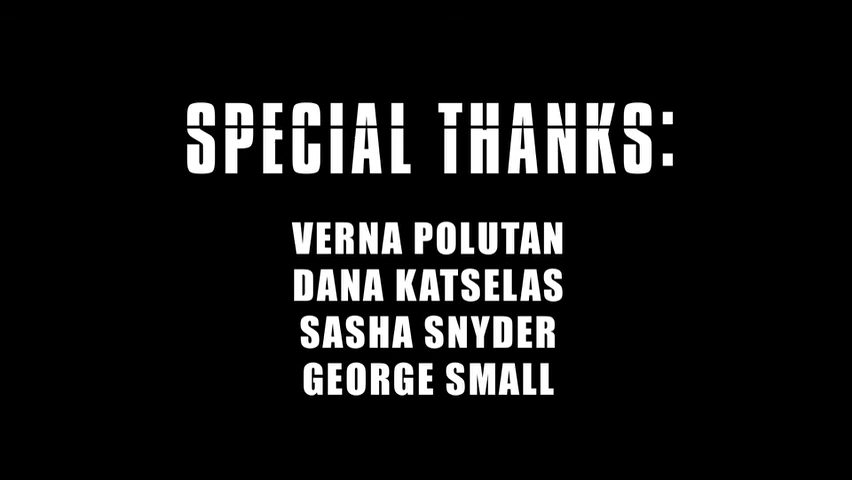 SPECIAL THANKS:
VERNA POLUTAN
DANA KATSELAS
SASHA SNYDER
GEORGE SMALL